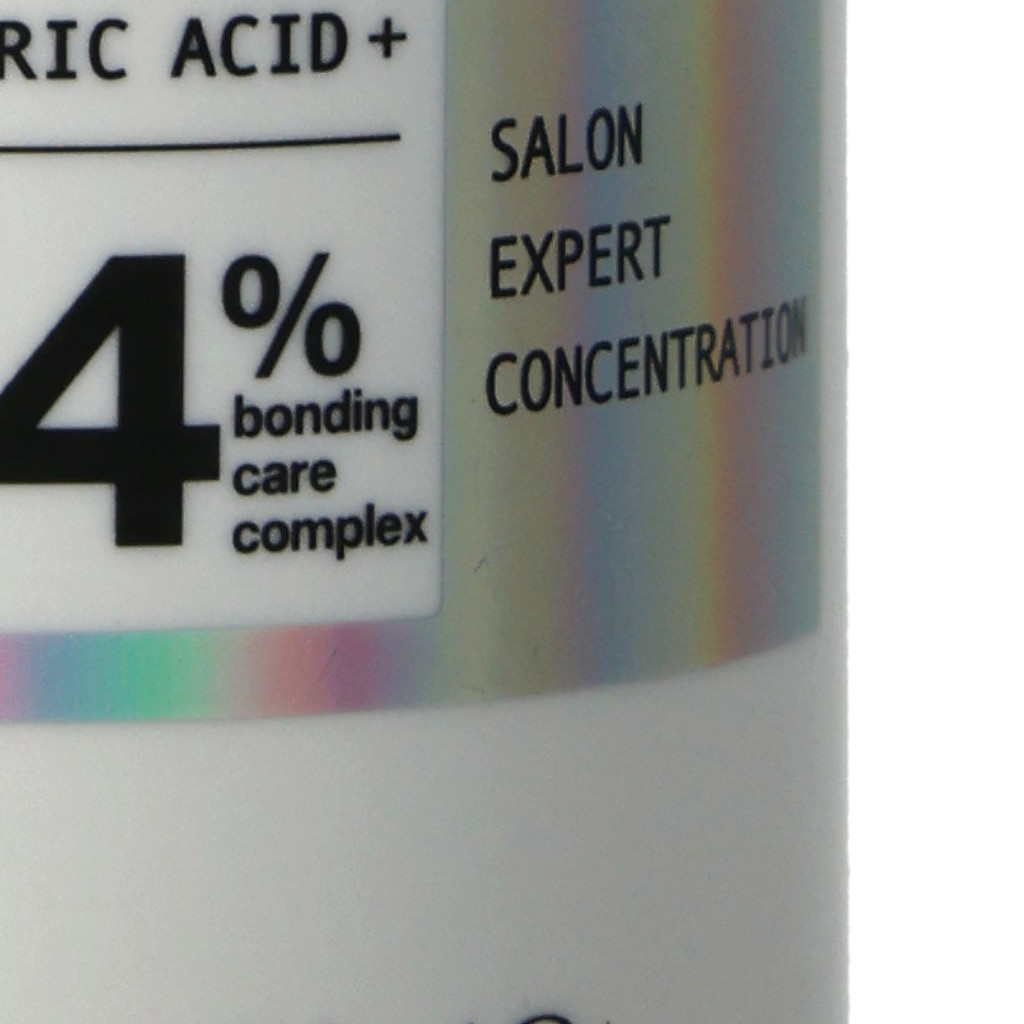 RIC ACID+
4%
bonding
care
complex
SALON
EXPERT
CONCENTRATION